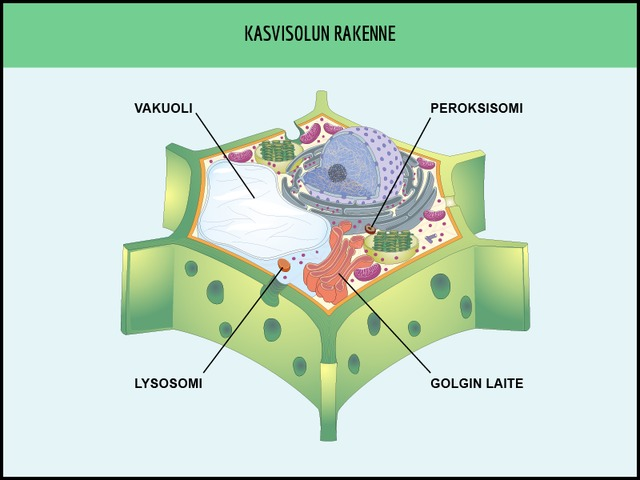 KASVISOLUN RAKENNE
VAKUOLI
PEROKSISOMI
LYSOSOMI
GOLGIN LAITE